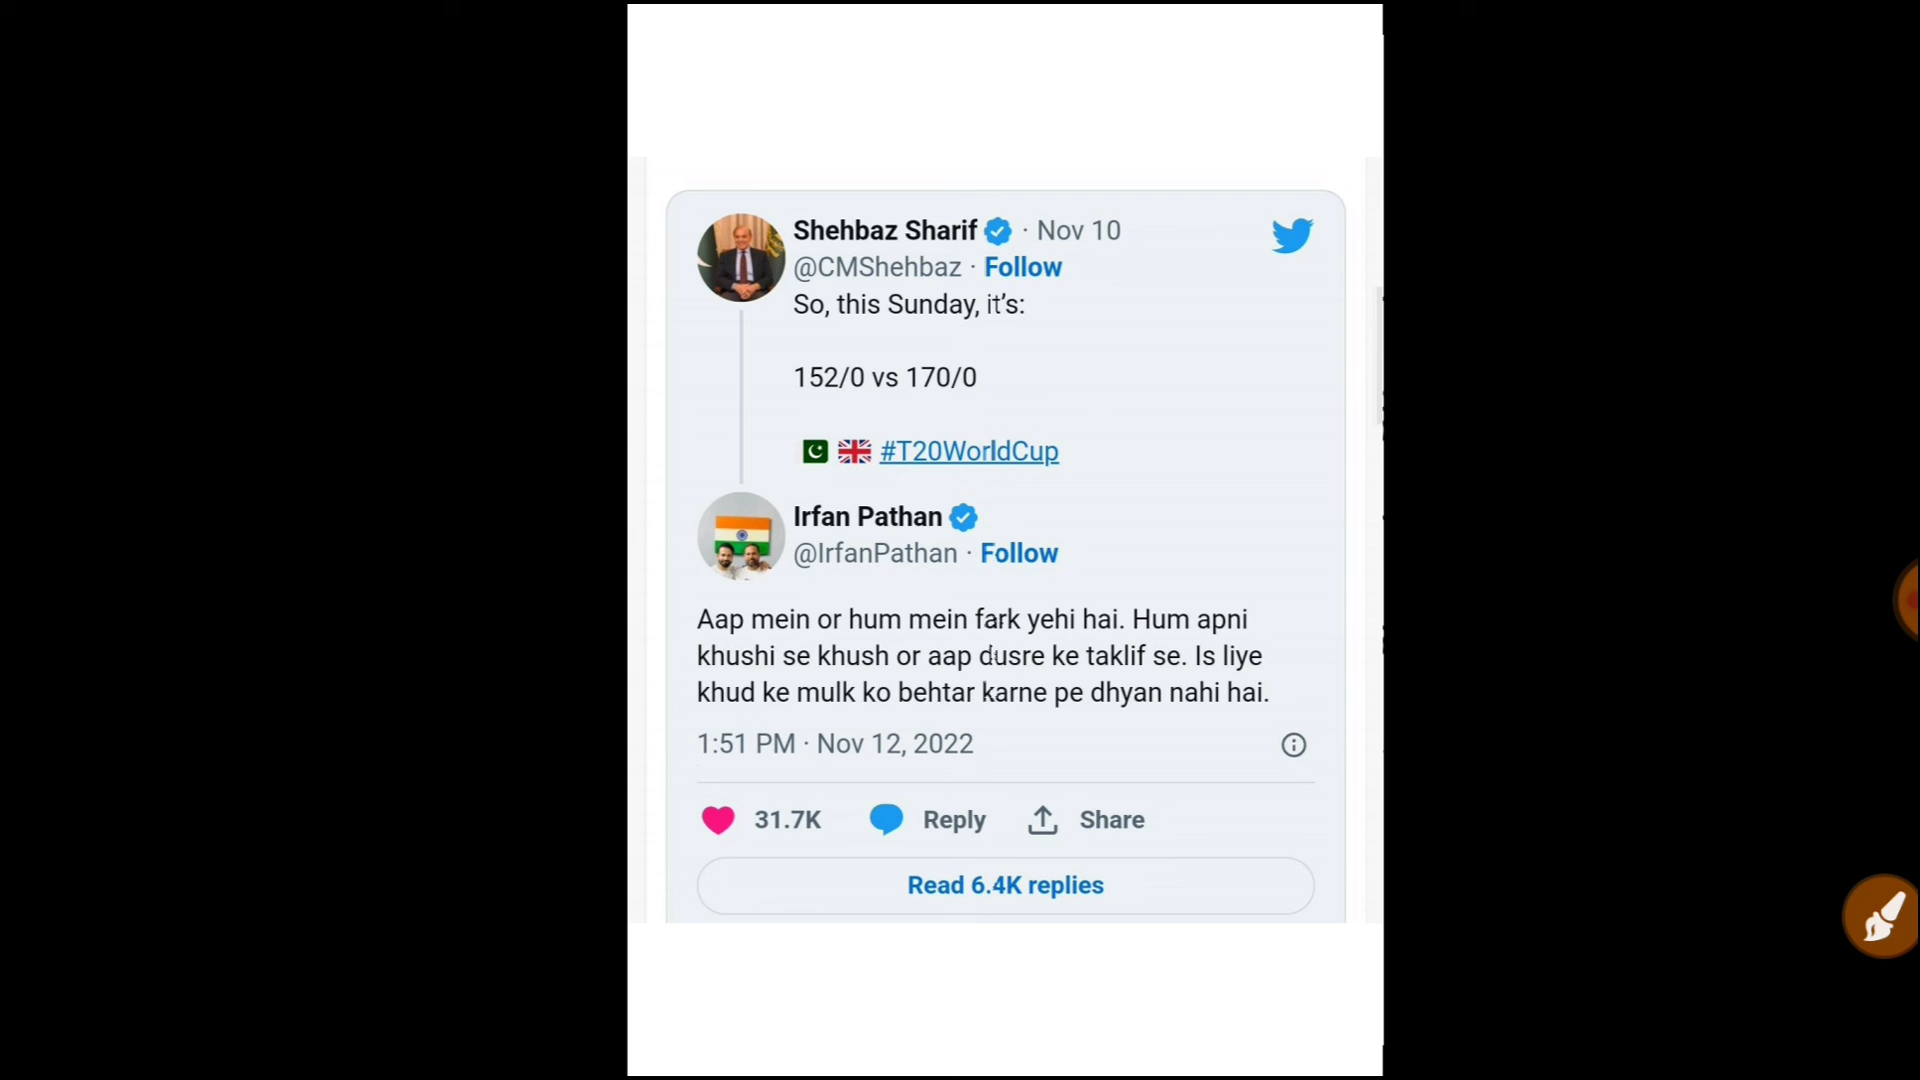 Shehbaz Sharif · Nov 10
@CMShehbaz · Follow
So, this Sunday, it’s:
152/0 vs 170/0
#T20WorldCup
Irfan Pathan
@IrfanPathan · Follow
Aap mein or hum mein fark yehi hai. Hum apni
khushi se khush or aap dusre ke taklif se. Is liye
khud ke mulk ko behtar karne pe dhyan nahi hai.
1:51 PM · Nov 12, 2022
31.7K Reply Share
Read 6.4K replies